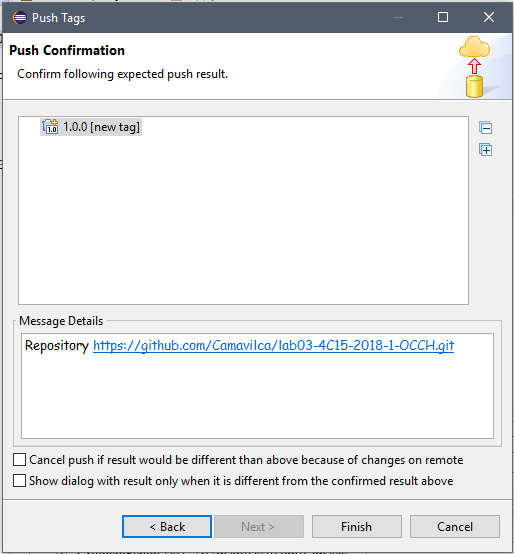 Push Tags
Push Confirmation
Confirm following expected push result.
1.0.0 [new tag]
Message Details
Repository https://github.com/Camavilca/lab03-4C15-2018-1-OCCH.git
Cancel push if result would be different than above because of changes on remote
Show dialog with result only when it is different from the confirmed result above
< Back
Next >
Finish
Cancel